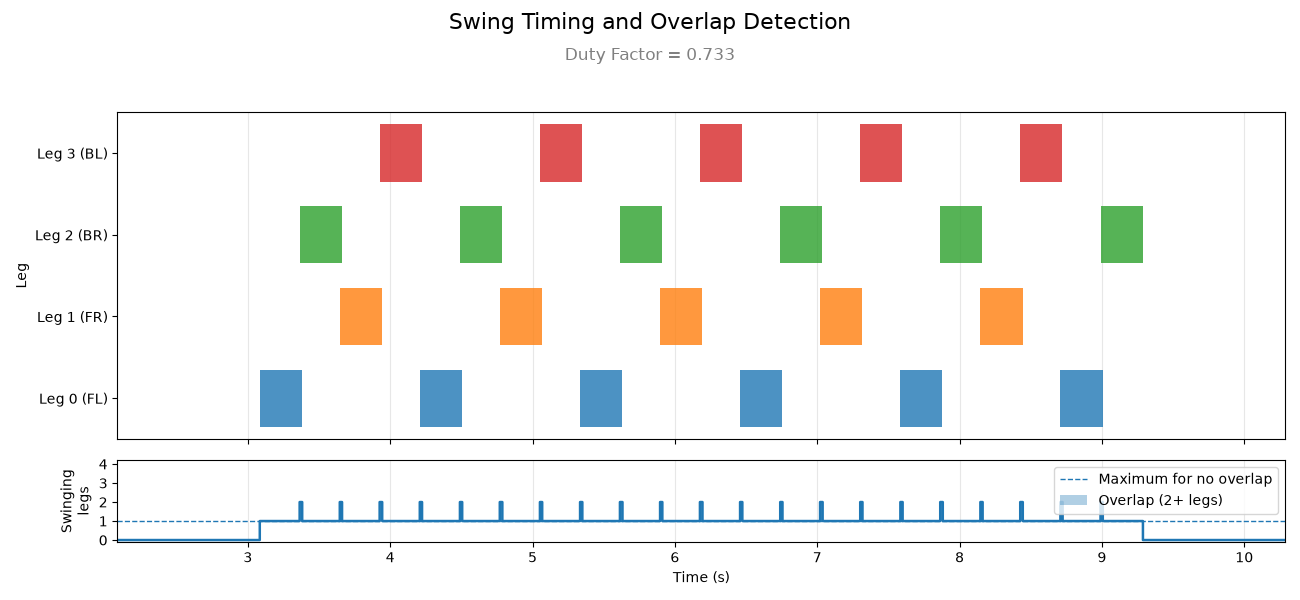 Swing Timing and Overlap Detection
Duty Factor = 0.733
Leg
Leg 3 (BL)
Leg 2 (BR)
Leg 1 (FR)
Leg 0 (FL)
Swinging
legs
4
3
2
1
0
Maximum for no overlap
Overlap (2+ legs)
3 4 5 6 7 8 9 10
Time (s)